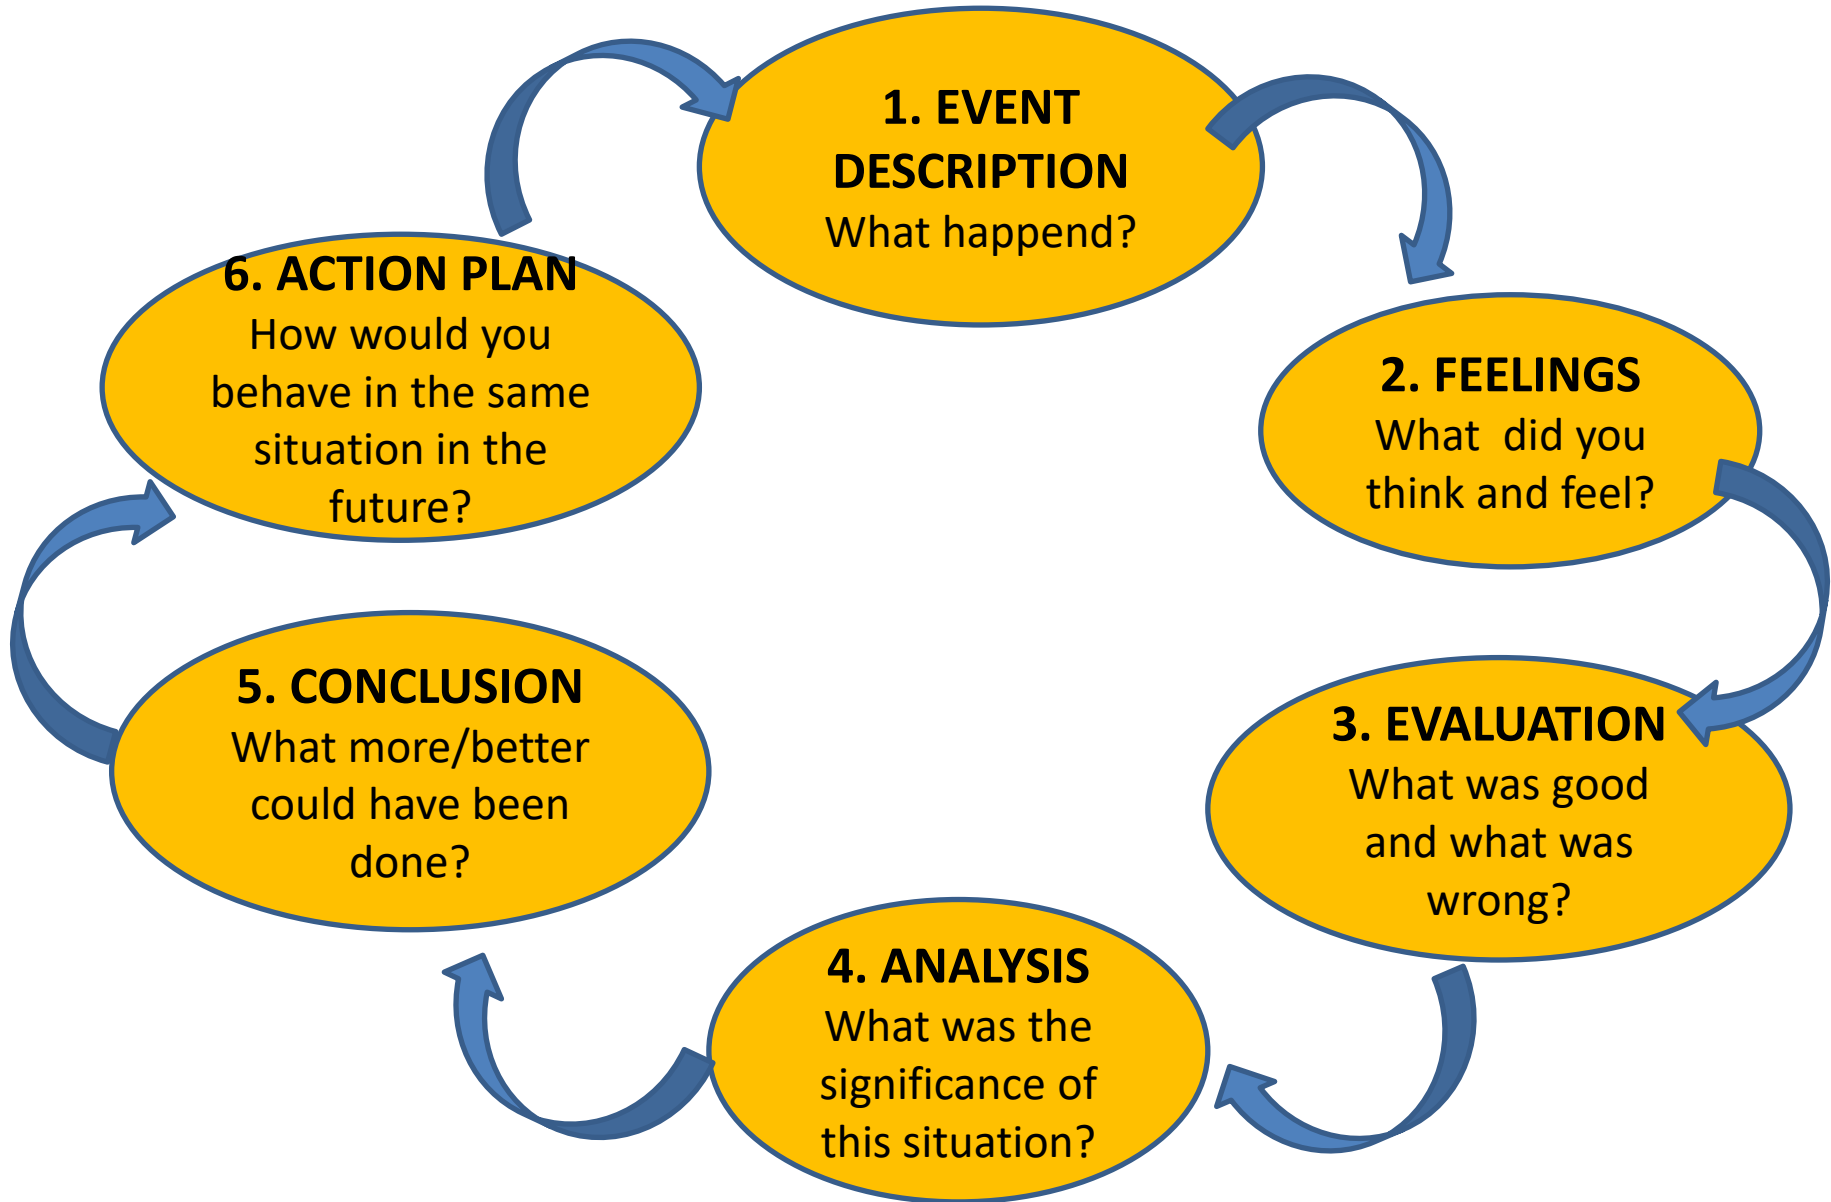 1. EVENT
DESCRIPTION
What happend?
2. FEELINGS
What  did you
think and feel?
3. EVALUATION
What was good
and what was
wrong?
4. ANALYSIS
What was the
significance of
this situation?
5. CONCLUSION
What more/better
could have been
done?
6. ACTION PLAN
How would you
behave in the same
situation in the
future?